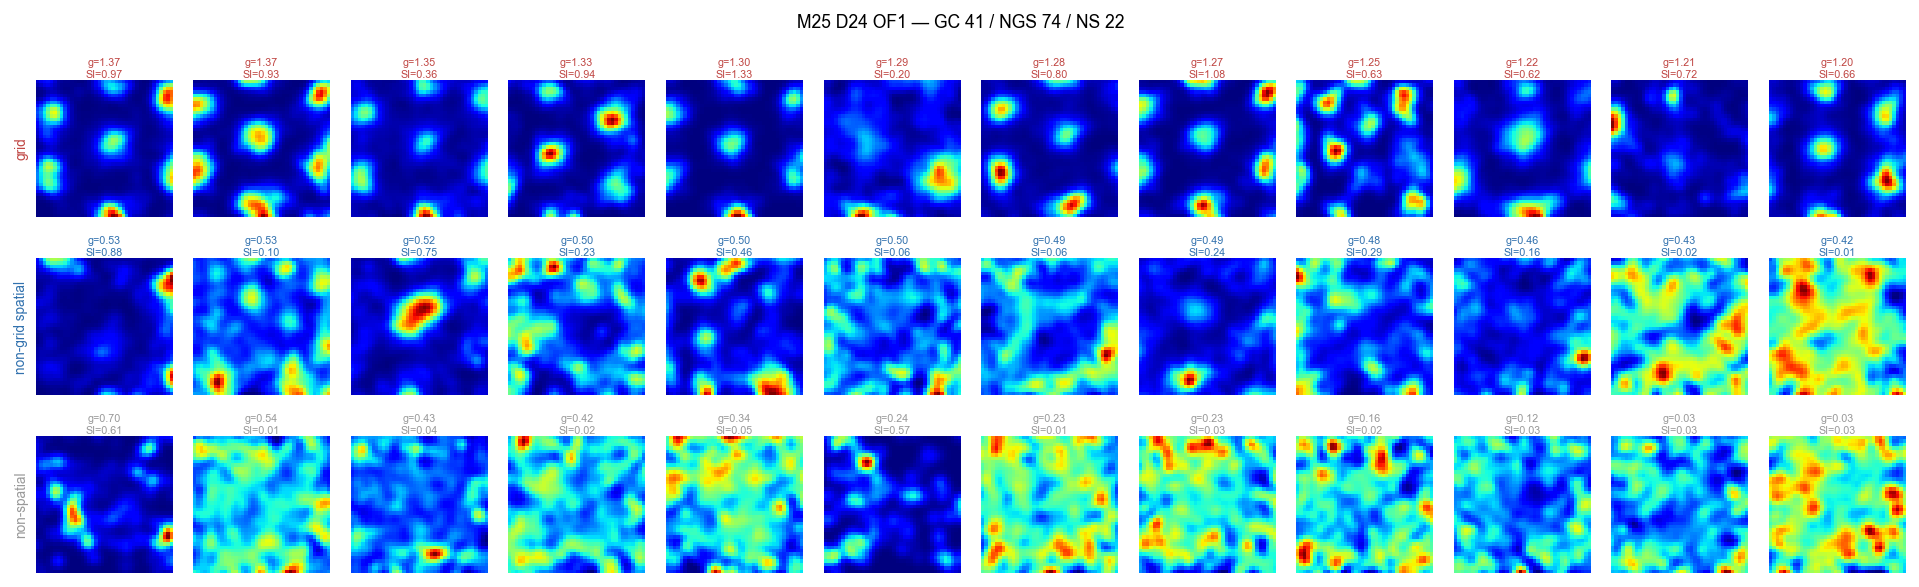 M25 D24 OF1 — GC 41 / NGS 74 / NS 22
g=1.37 g=1.37 g=1.35 g=1.33 g=1.30 g=1.29 g=1.28 g=1.27 g=1.25 g=1.22 g=1.21 g=1.20
SI=0.97 SI=0.93 SI=0.36 SI=0.94 SI=1.33 SI=0.20 SI=0.80 SI=1.08 SI=0.63 SI=0.62 SI=0.72 SI=0.66
grid
g=0.53 g=0.53 g=0.52 g=0.50 g=0.50 g=0.50 g=0.49 g=0.49 g=0.48 g=0.46 g=0.43 g=0.42
SI=0.88 SI=0.10 SI=0.75 SI=0.23 SI=0.46 SI=0.06 SI=0.06 SI=0.24 SI=0.29 SI=0.16 SI=0.02 SI=0.01
non-grid spatial
g=0.70 g=0.54 g=0.43 g=0.42 g=0.34 g=0.24 g=0.23 g=0.23 g=0.16 g=0.12 g=0.03 g=0.03
SI=0.61 SI=0.01 SI=0.04 SI=0.02 SI=0.05 SI=0.57 SI=0.01 SI=0.03 SI=0.02 SI=0.03 SI=0.03 SI=0.03
non-spatial